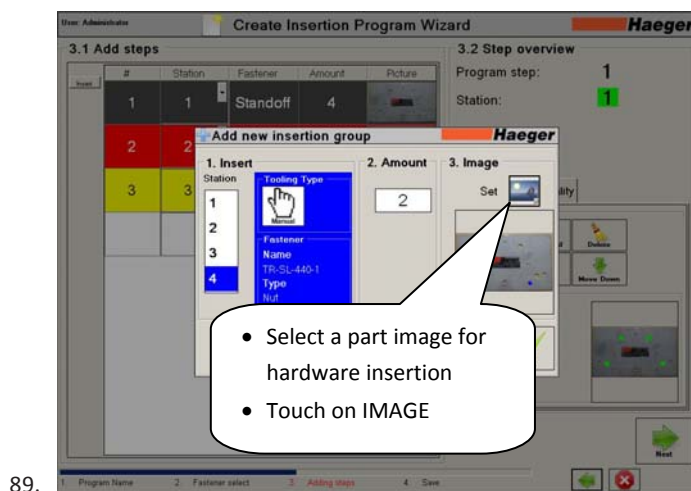 User: Administrator
Create Insertion Program Wizard
Haeger
3.1 Add steps
3.2 Step overview
Insert
# Station Fastener Amount Picture
Program step: 1
1 1 Standoff 4
Station: 1
2 2
3 3
Add new insertion group
Haeger
1. Insert
2. Amount
3. Image
Station
Tooling Type
Manual
2
Set
1
2
3
4
Fastener
Name
TR-SL-440-1
Type
Nut
Delete
Move Down
• Select a part image for
hardware insertion
• Touch on IMAGE
Next
89.
1. Program Name 2. Fastener select 3. Adding steps 4. Save